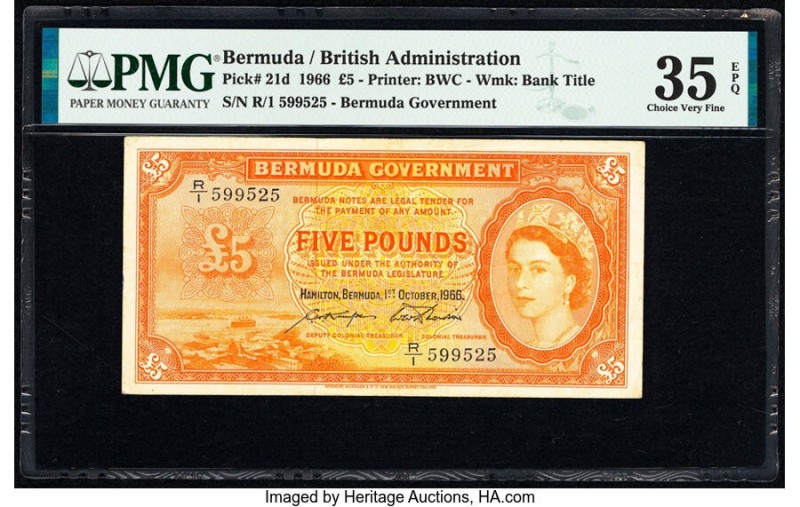 PMG
PAPER MONEY GUARANTY
Bermuda / British Administration
Pick# 21d 1966 £5 - Printer: BWC - Wmk: Bank Title
S/N R/1 599525 - Bermuda Government
35
EPQ
Choice Very Fine
£5
£5
BERMUDA GOVERNMENT
R/1 599525
BERMUDA NOTES ARE LEGAL TENDER FOR
THE PAYMENT OF ANY AMOUNT.
£5
FIVE POUNDS
ISSUED UNDER THE AUTHORITY OF
THE BERMUDA LEGISLATURE
HAMILTON, BERMUDA, 1ST OCTOBER, 1966.
DEPUTY COLONIAL TREASURER
COLONIAL TREASURER
R/1 599525
£5
£5
Imaged by Heritage Auctions, HA.com